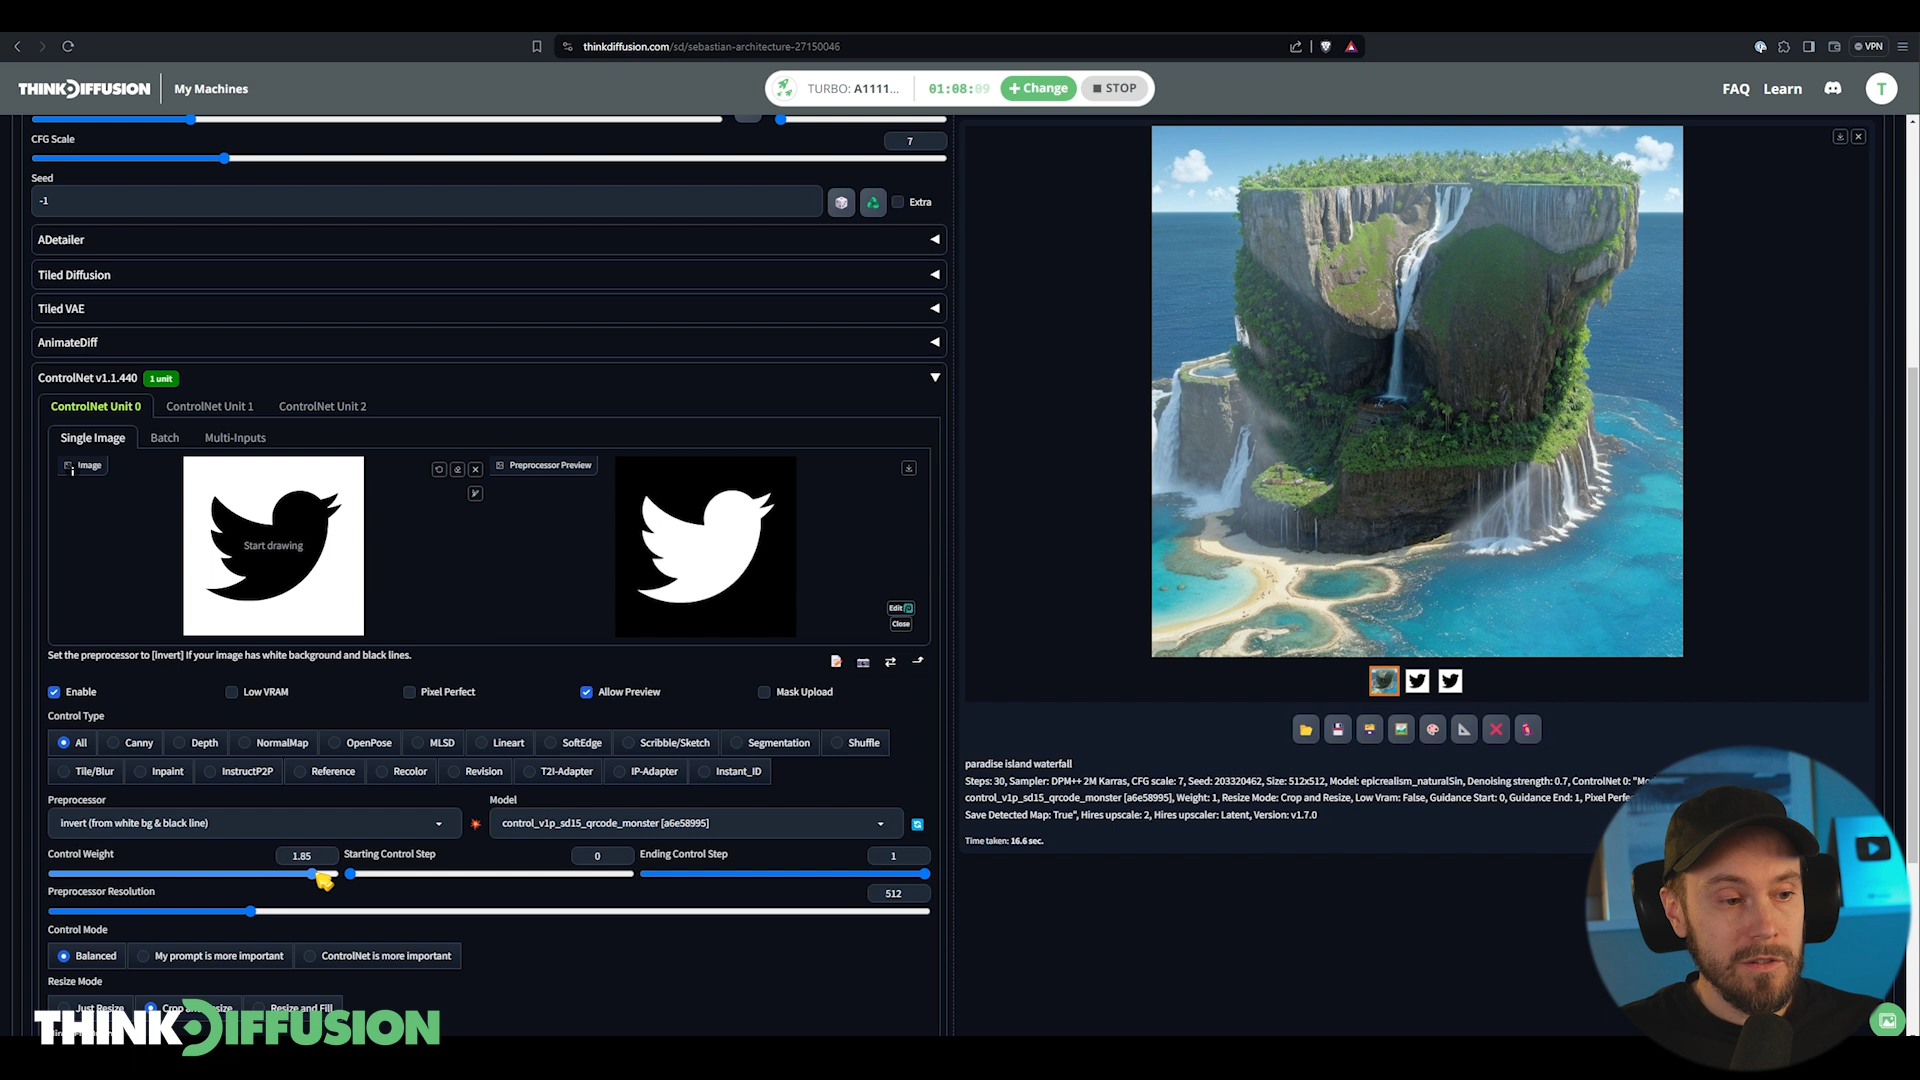 thinkdiffusion.com/sd/sebastian-architecture-27150046
VPN
THINKDIFFUSION
My Machines
TURBO: A1111...
01:08:09
+ Change
STOP
FAQ
Learn
T
CFG Scale
7
Seed
-1
Extra
ADetailer
Tiled Diffusion
Tiled VAE
AnimateDiff
ControlNet v1.1.440
1 unit
ControlNet Unit 0
ControlNet Unit 1
ControlNet Unit 2
Single Image
Batch
Multi-Inputs
Image
Preprocessor Preview
Start drawing
Edit
Close
Set the preprocessor to [invert] If your image has white background and black lines.
Enable
Low VRAM
Pixel Perfect
Allow Preview
Mask Upload
Control Type
All
Canny
Depth
NormalMap
OpenPose
MLSD
Lineart
SoftEdge
Scribble/Sketch
Segmentation
Shuffle
Tile/Blur
Inpaint
InstructP2P
Reference
Recolor
Revision
T2I-Adapter
IP-Adapter
Instant_ID
Preprocessor
Model
invert (from white bg & black line)
control_v1p_sd15_qrcode_monster [a6e58995]
Control Weight
1.85
Starting Control Step
0
Ending Control Step
1
Preprocessor Resolution
512
Control Mode
Balanced
My prompt is more important
ControlNet is more important
Resize Mode
Just Resize
Resize and Fill
THINKDIFFUSION
paradise island waterfall
Steps: 30, Sampler: DPM++ 2M Karras, CFG scale: 7, Seed: 203320462, Size: 512x512, Model: epicrealism_naturalSin, Denoising strength: 0.7, ControlNet 0:
control_v1p_sd15_qrcode_monster [a6e58995], Weight: 1, Resize Mode: Crop and Resize, Low Vram: False, Guidance Start: 0, Guidance End: 1, Pixel
Save Detected Map: True", Hires upscale: 2, Hires upscaler: Latent, Version: v1.7.0
Time taken: 16.6 sec.